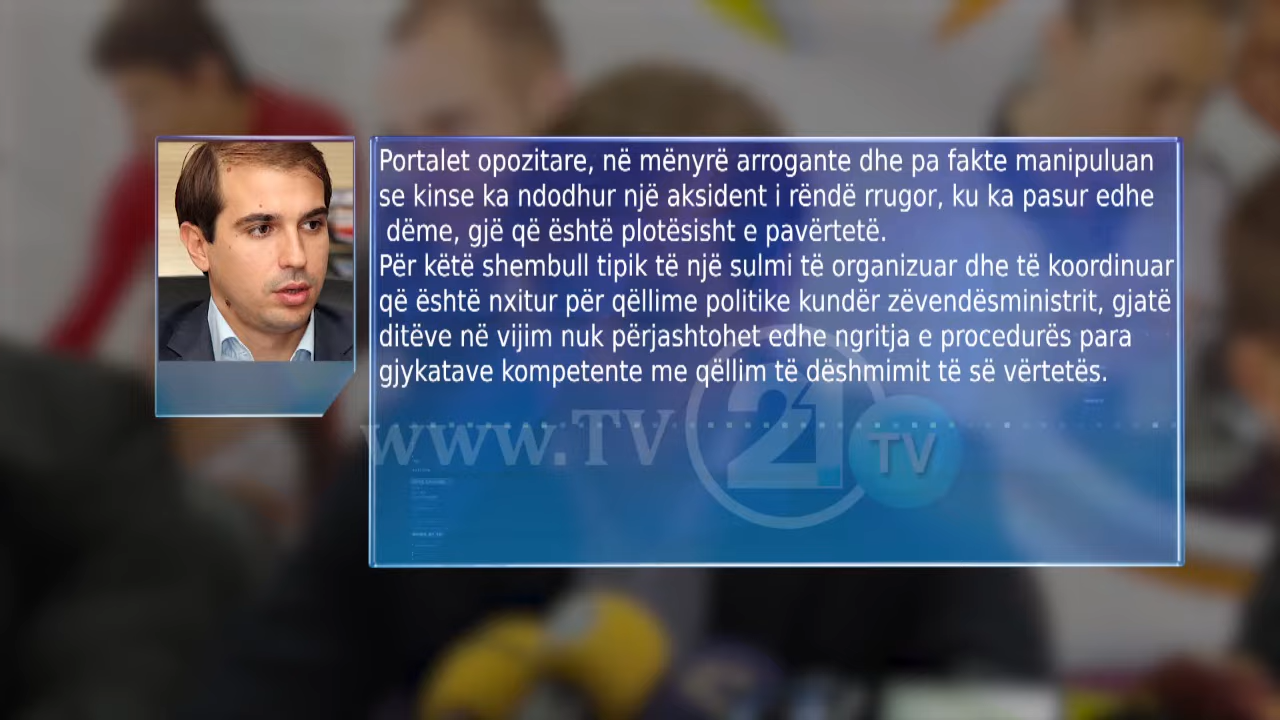 Portalet opozitare, në mënyrë arrogante dhe pa fakte manipuluan
se kinse ka ndodhur një aksident i rëndë rrugor, ku ka pasur edhe
dëme, gjë që është plotësisht e pavërtetë.
Për këtë shembull tipik të një sulmi të organizuar dhe të koordinuar
që është nxitur për qëllime politike kundër zëvendësministrit, gjatë
ditëve në vijim nuk përjashtohet edhe ngritja e procedurës para
gjykatave kompetente me qëllim të dëshmimit të së vërtetës.
www.TV 21 TV